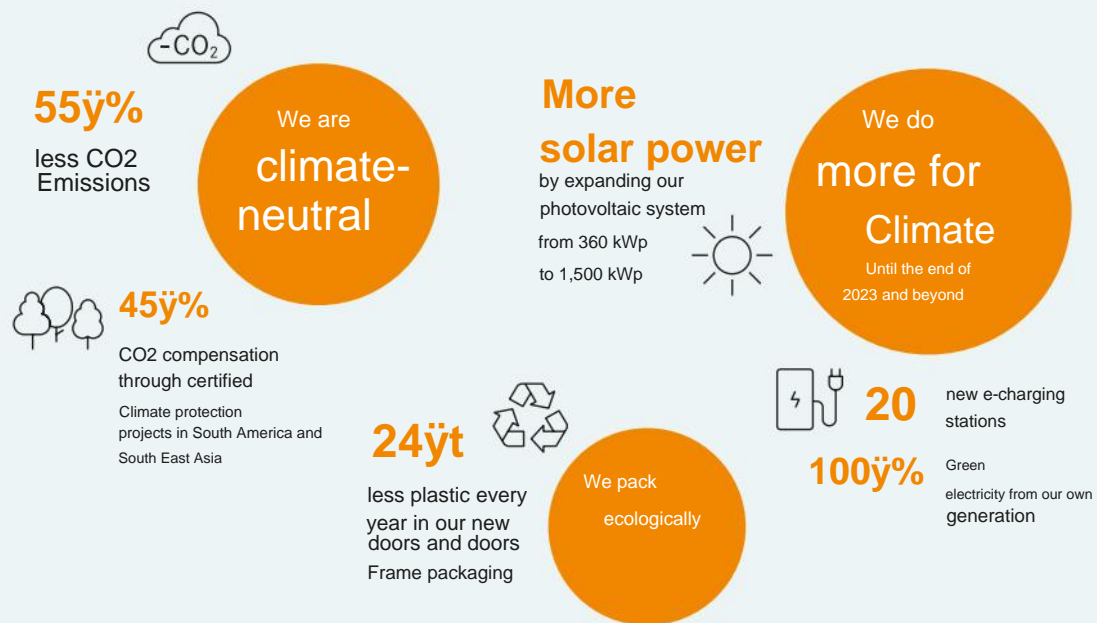 -CO₂
55ÿ%
less CO2
Emissions
We are
climate-
neutral
45ÿ%
CO2 compensation
through certified
Climate protection
projects in South America and
South East Asia
More
solar power
by expanding our
photovoltaic system
from 360 kWp
to 1,500 kWp
We do
more for
Climate
Until the end of
2023 and beyond
24ÿt
less plastic every
year in our new
doors and doors
Frame packaging
We pack
ecologically
20
new e-charging
stations
100ÿ%
Green
electricity from our own
generation